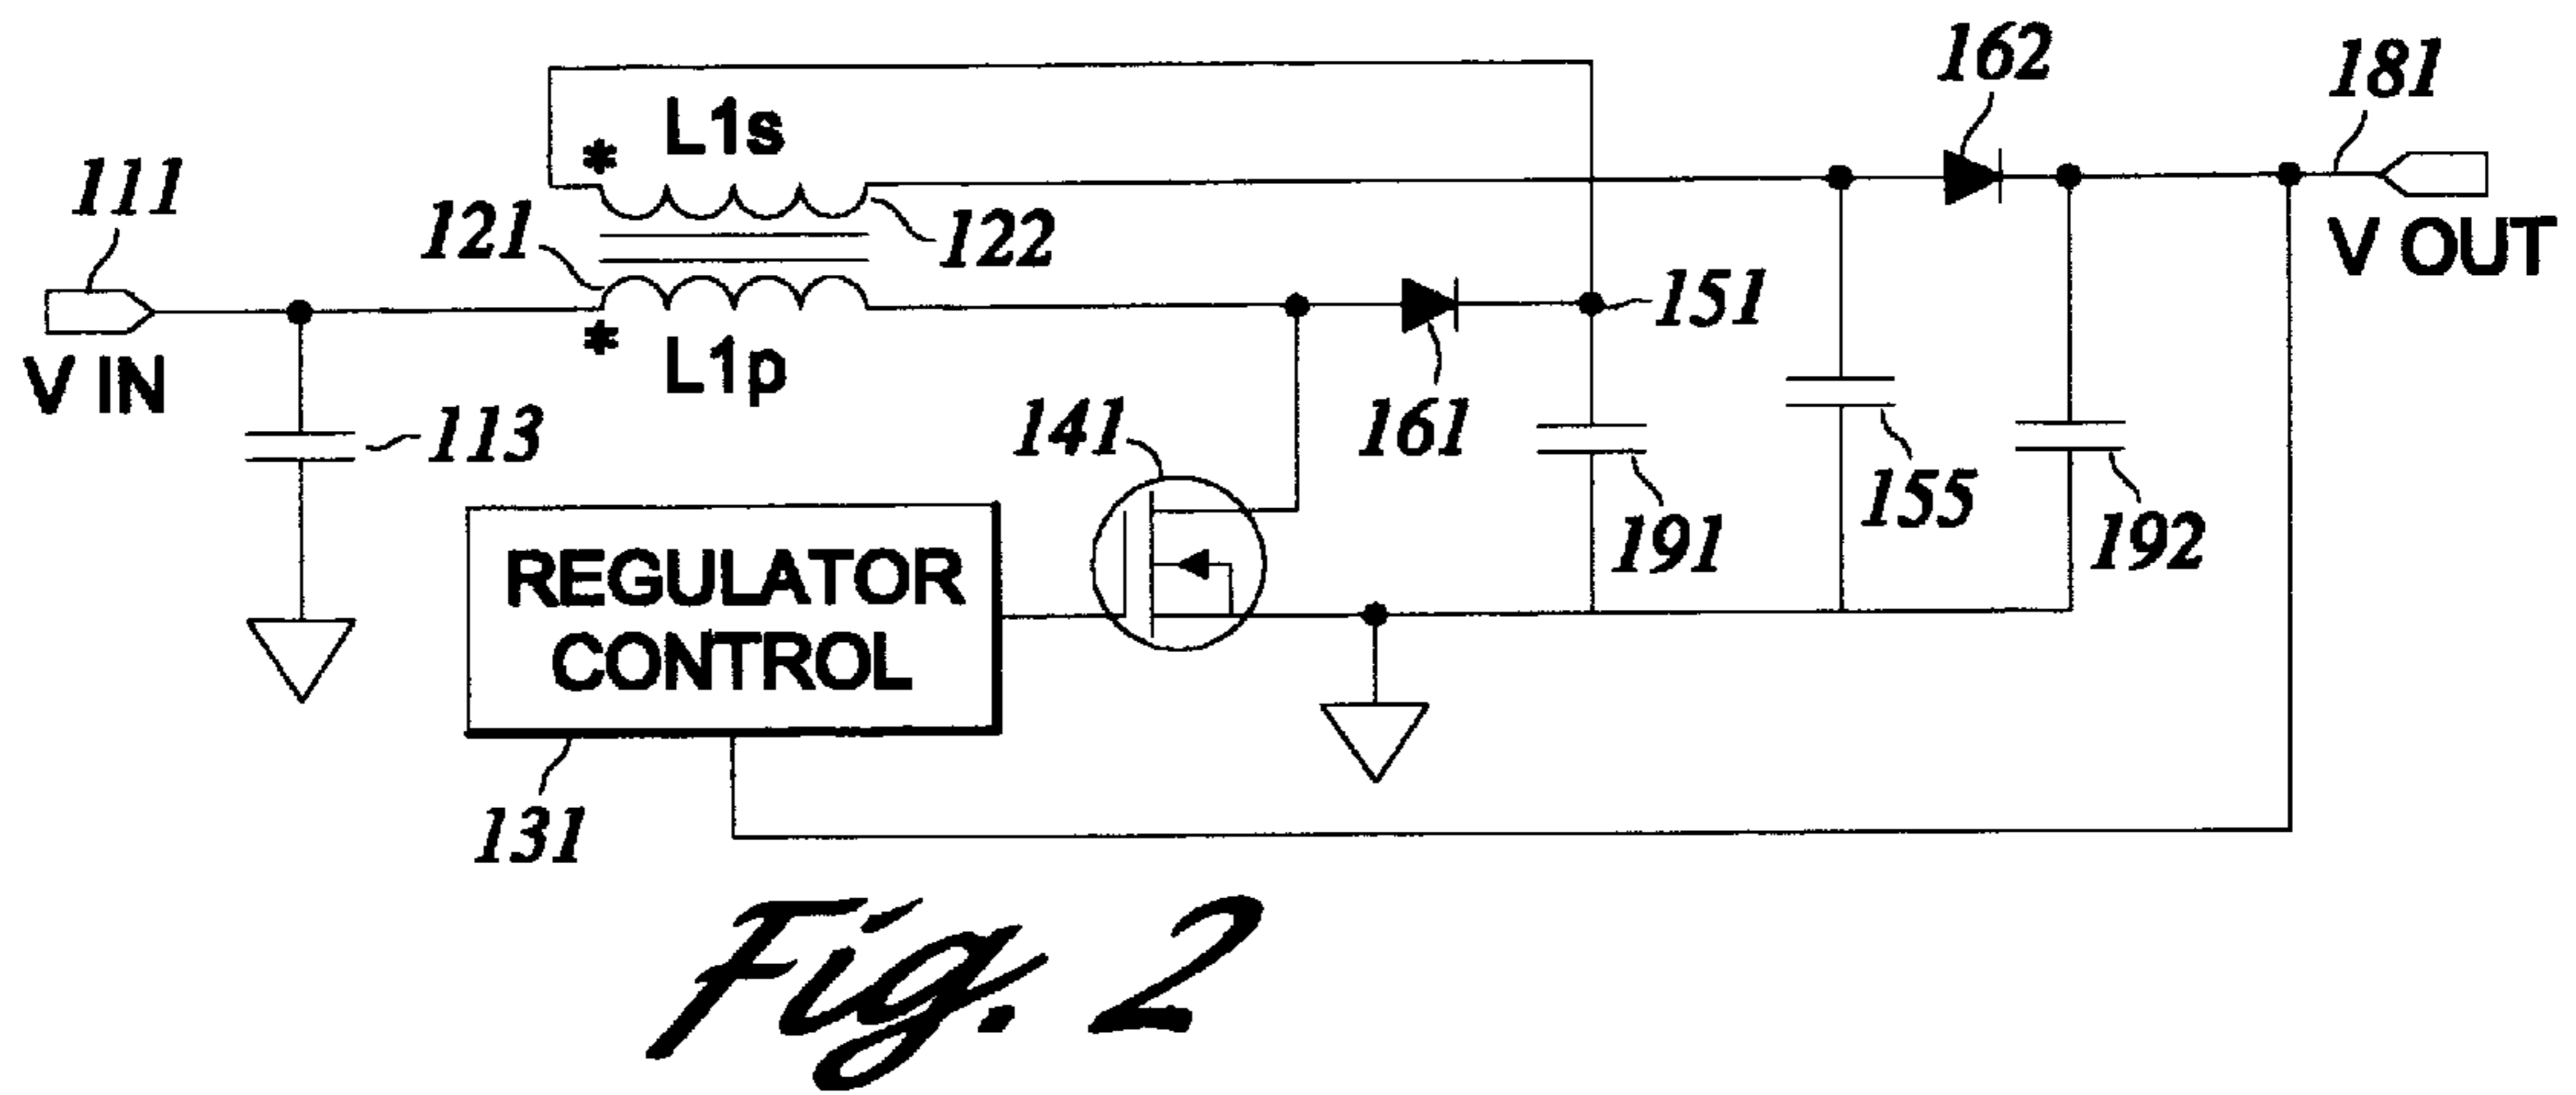 162
181
111
* L1s
121
122
V OUT
151
V IN
* L1p
113
141
161
155
191
192
REGULATOR
CONTROL
131
Fig. 2